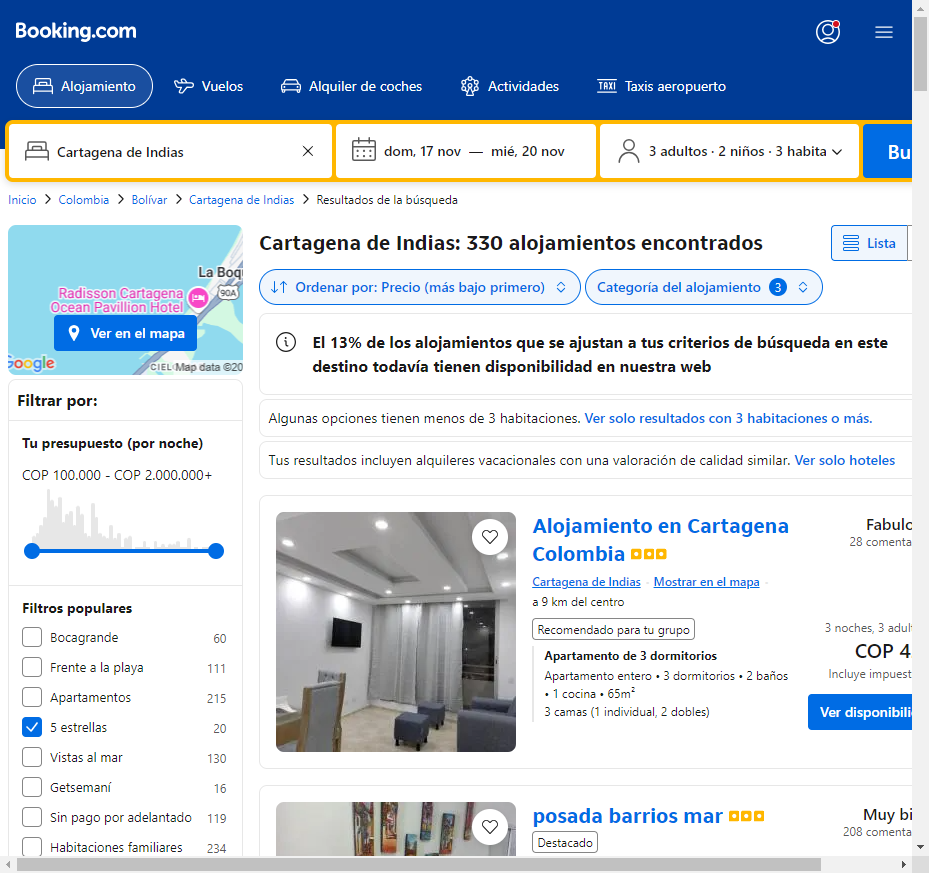 Booking.com
Alojamiento
Vuelos
Alquiler de coches
Actividades
TAXI Taxis aeropuerto
Cartagena de Indias
dom, 17 nov — mié, 20 nov
3 adultos · 2 niños · 3 habita
Bu
Inicio > Colombia > Bolívar > Cartagena de Indias > Resultados de la búsqueda
La Boq
90A
Radisson Cartagena
Ocean Pavillion Hotel
Ver en el mapa
Google
CIEL
Map data ©20
Cartagena de Indias: 330 alojamientos encontrados
Lista
Ordenar por: Precio (más bajo primero)
Categoría del alojamiento 3
El 13% de los alojamientos que se ajustan a tus criterios de búsqueda en este
destino todavía tienen disponibilidad en nuestra web
Algunas opciones tienen menos de 3 habitaciones. Ver solo resultados con 3 habitaciones o más.
Tus resultados incluyen alquileres vacacionales con una valoración de calidad similar. Ver solo hoteles
Filtrar por:
Tu presupuesto (por noche)
COP 100.000 - COP 2.000.000+
Filtros populares
Bocagrande 60
Frente a la playa 111
Apartamentos 215
5 estrellas 20
Vistas al mar 130
Getsemaní 16
Sin pago por adelantado 119
Habitaciones familiares 234
Alojamiento en Cartagena
Colombia
Fabulo
28 comenta
Cartagena de Indias · Mostrar en el mapa ·
a 9 km del centro
Recomendado para tu grupo
Apartamento de 3 dormitorios
Apartamento entero • 3 dormitorios • 2 baños
• 1 cocina • 65m²
3 camas (1 individual, 2 dobles)
3 noches, 3 adult
COP 4
Incluye impuest
Ver disponibili
posada barrios mar
Destacado
Muy bi
208 comenta